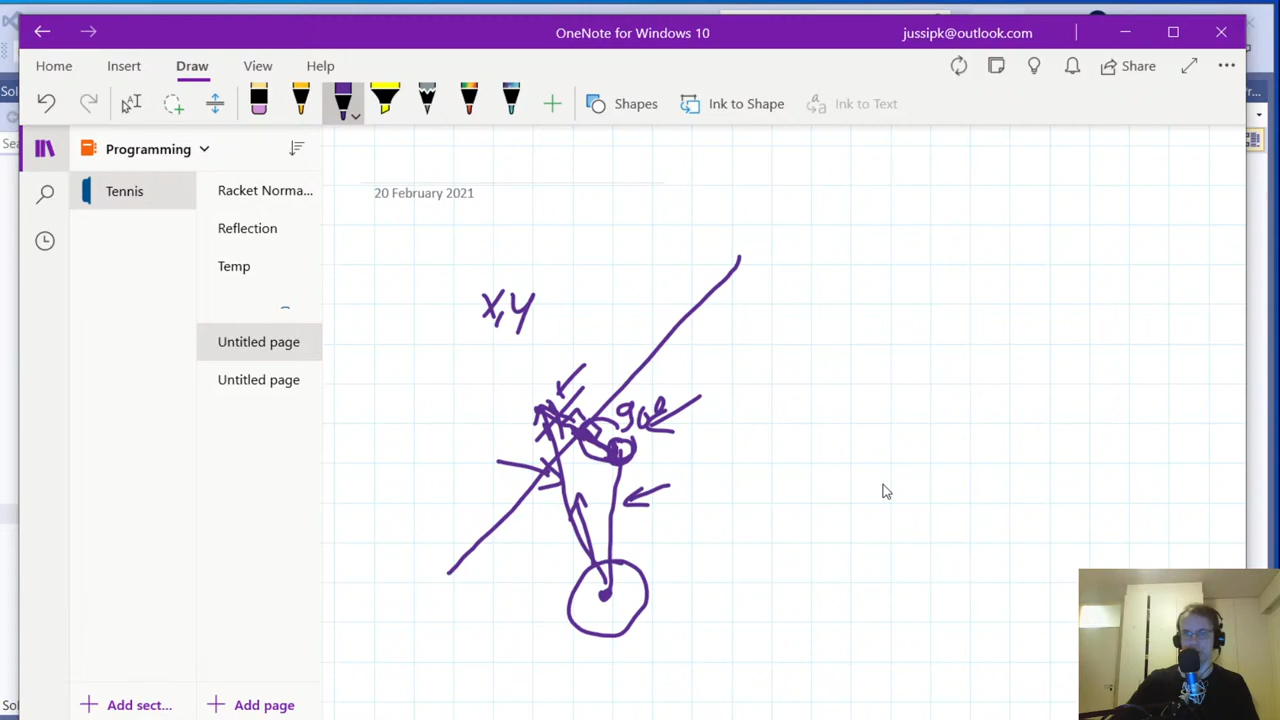 OneNote for Windows 10
jussipk@outlook.com
Home
Insert
Draw
View
Help
Share
Shapes
Ink to Shape
Ink to Text
Programming
Tennis
Racket Norma...
Reflection
Temp
Untitled page
Untitled page
20 February 2021
x,y
90°
Add sect...
Add page